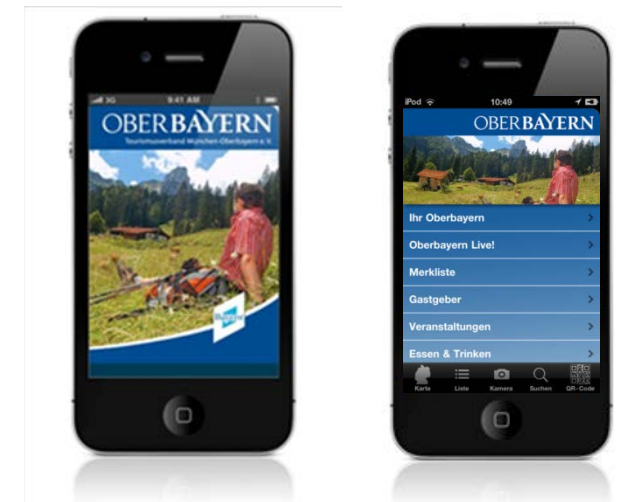 3G 9:41 AM
OBERBAYERN
Tourismusverband München-Oberbayern e. V.
Bayern
iPod 10:49
OBERBAYERN
Ihr Oberbayern
Oberbayern Live!
Merkliste
Gastgeber
Veranstaltungen
Essen & Trinken
Karte Liste Kamera Suchen QR-Code